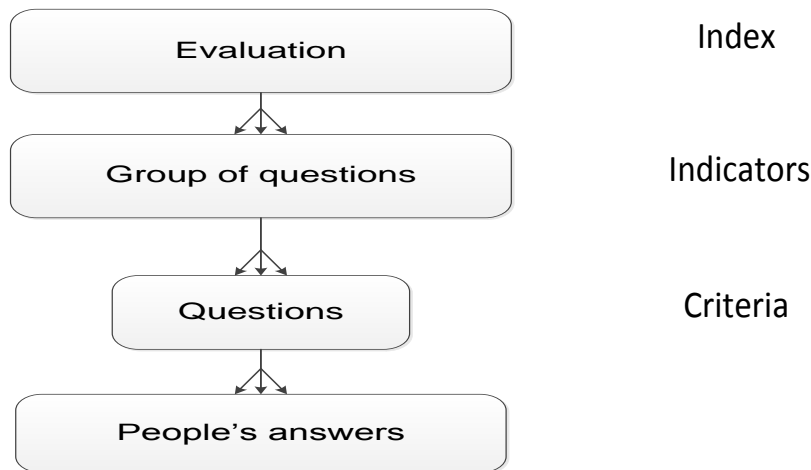 Evaluation
Index
Group of questions
Indicators
Questions
Criteria
People’s answers